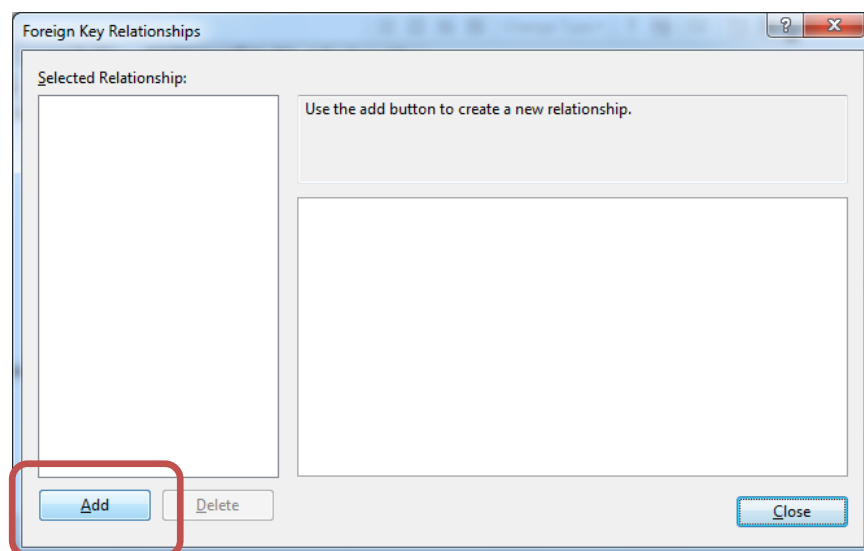 Foreign Key Relationships
?
Selected Relationship:
Use the add button to create a new relationship.
Add
Delete
Close